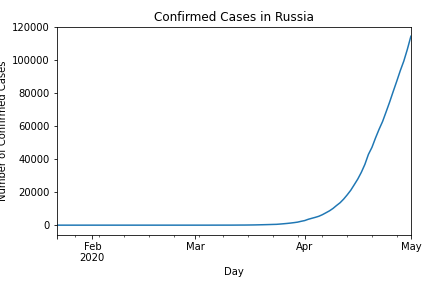 Confirmed Cases in Russia
Number of Confirmed Cases
120000
100000
80000
60000
40000
20000
0
Feb Mar Apr May
2020
Day